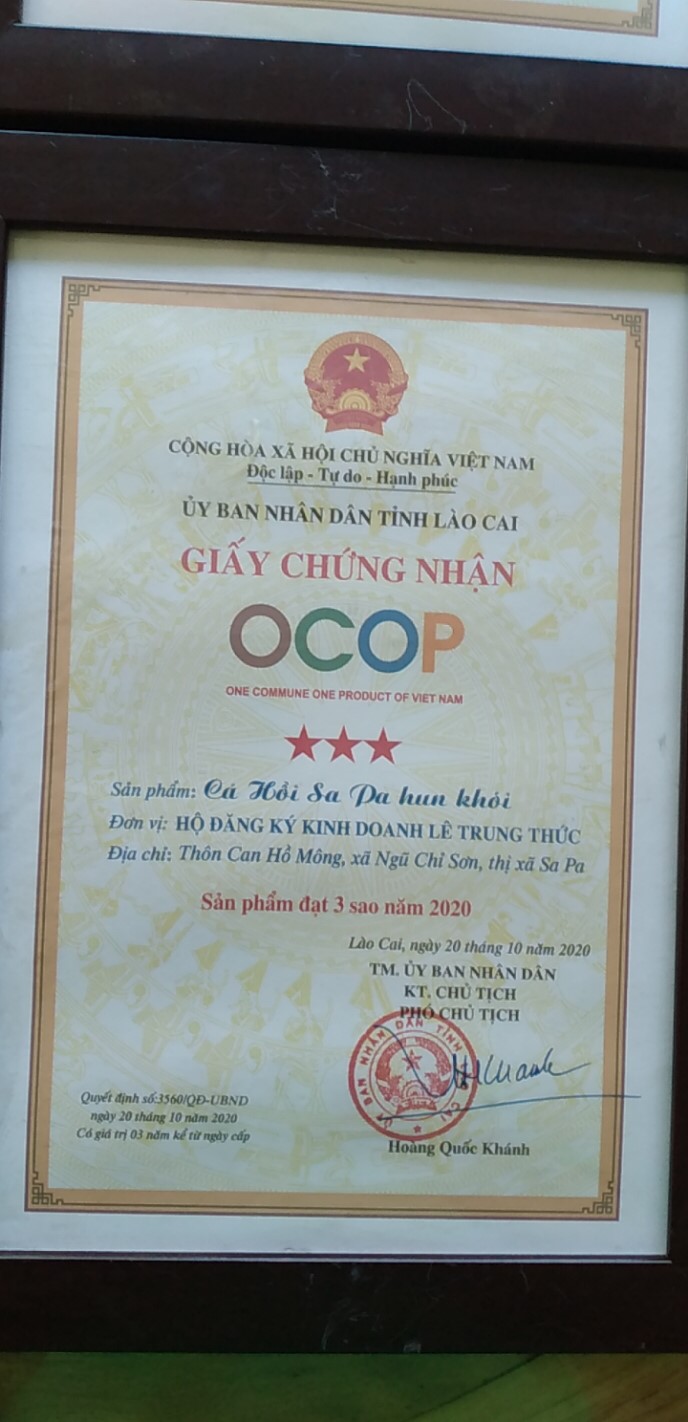 CỘNG HÒA XÃ HỘI CHỦ NGHĨA VIỆT NAM
Độc lập - Tự do - Hạnh phúc
ỦY BAN NHÂN DÂN TỈNH LÀO CAI
GIẤY CHỨNG NHẬN
OCOP
ONE COMMUNE ONE PRODUCT OF VIET NAM
Sản phẩm: Cá Hồi Sa Pa hun khói
Đơn vị: HỘ ĐĂNG KÝ KINH DOANH LÊ TRUNG THỨC
Địa chỉ: Thôn Can Hồ Mông, xã Ngũ Chỉ Sơn, thị xã Sa Pa
Sản phẩm đạt 3 sao năm 2020
Lào Cai, ngày 20 tháng 10 năm 2020
TM. ỦY BAN NHÂN DÂN
KT. CHỦ TỊCH
PHÓ CHỦ TỊCH
BAN NHÂN DÂN TỈNH
Quyết định số:3560/QĐ-UBND
ngày 20 tháng 10 năm 2020
Có giá trị 03 năm kể từ ngày cấp
Hoàng Quốc Khánh